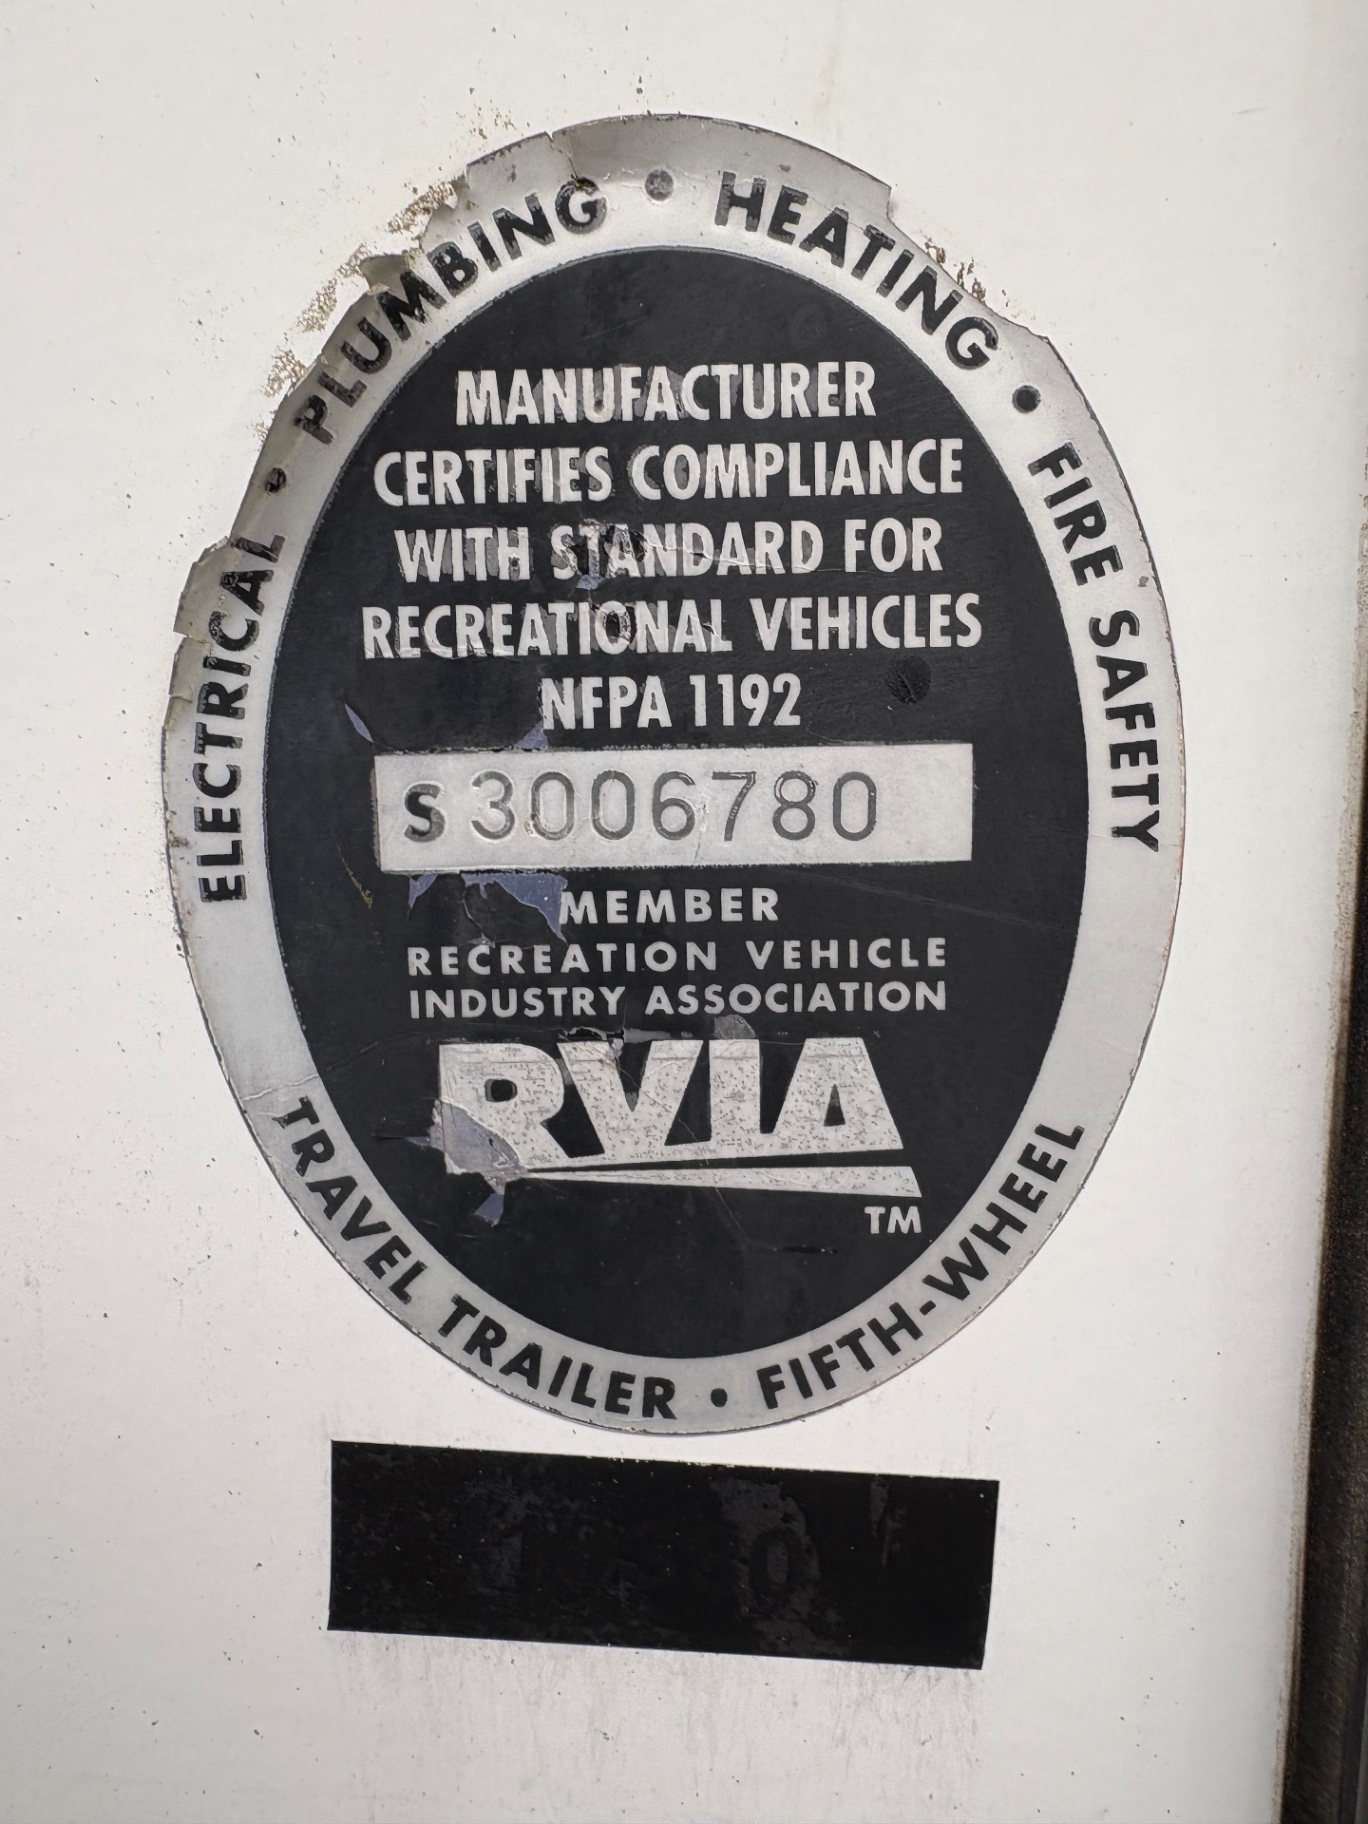 ELECTRICAL • PLUMBING • HEATING • FIRE SAFETY
MANUFACTURER
CERTIFIES COMPLIANCE
WITH STANDARD FOR
RECREATIONAL VEHICLES
NFPA 1192
S 3006780
MEMBER
RECREATION VEHICLE
INDUSTRY ASSOCIATION
RVIA
TM
TRAVEL TRAILER • FIFTH-WHEEL